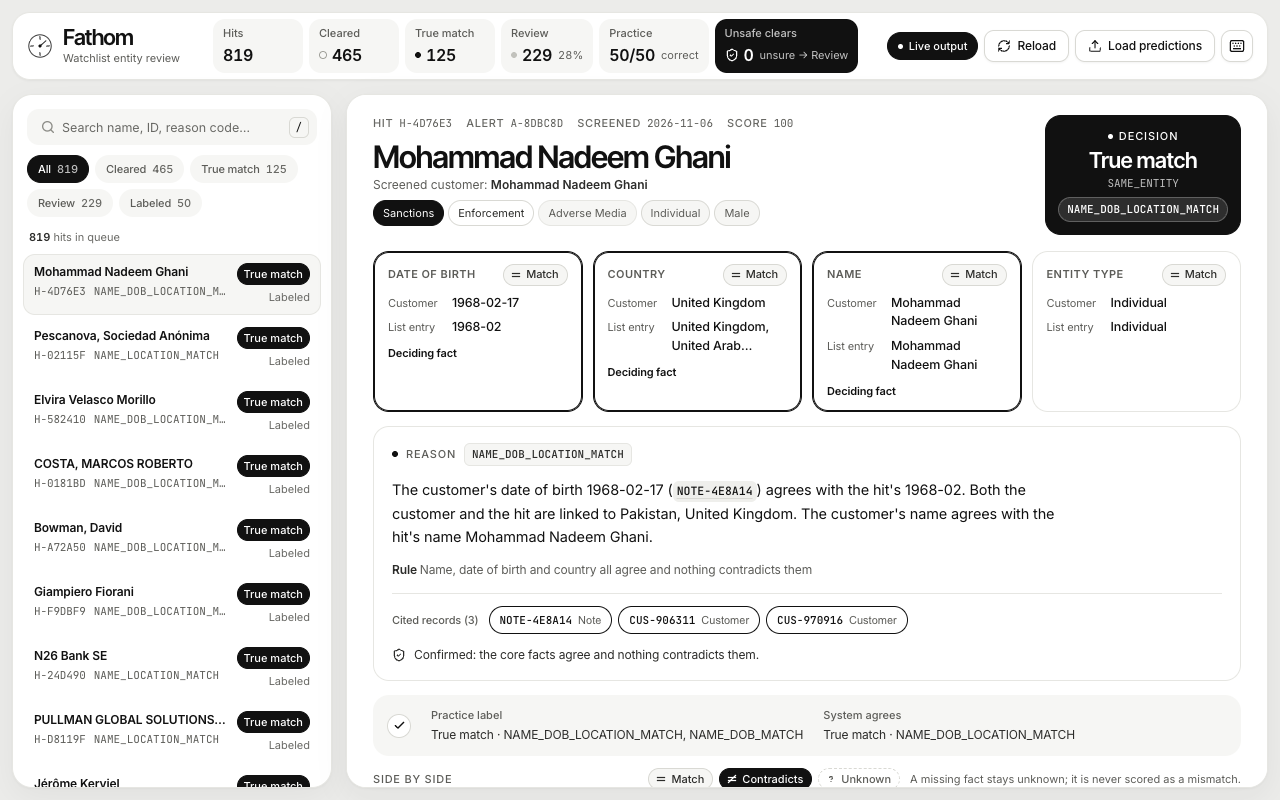 Fathom
Watchlist entity review
Hits
819
Cleared
465
True match
125
Review
229 28%
Practice
50/50 correct
Unsafe clears
0 unsure → Review
Live output
Reload
Load predictions
Search name, ID, reason code...
/
All 819
Cleared 465
True match 125
Review 229
Labeled 50
819 hits in queue
Mohammad Nadeem Ghani
True match
H-4D76E3 NAME_DOB_LOCATION_M…
Labeled
Pescanova, Sociedad Anónima
True match
H-02115F NAME_LOCATION_MATCH
Labeled
Elvira Velasco Morillo
True match
H-582410 NAME_DOB_LOCATION_M…
Labeled
COSTA, MARCOS ROBERTO
True match
H-0181BD NAME_DOB_LOCATION_M…
Labeled
Bowman, David
True match
H-A72A50 NAME_DOB_LOCATION_M…
Labeled
Giampiero Fiorani
True match
H-F9DBF9 NAME_DOB_LOCATION_M…
Labeled
N26 Bank SE
True match
H-24D490 NAME_LOCATION_MATCH
Labeled
PULLMAN GLOBAL SOLUTIONS…
True match
H-D8119F NAME_LOCATION_MATCH
Labeled
Jérôme Kerviel
True match
HIT H-4D76E3 ALERT A-8DBC8D SCREENED 2026-11-06 SCORE 100
Mohammad Nadeem Ghani
Screened customer: Mohammad Nadeem Ghani
Sanctions
Enforcement
Adverse Media
Individual
Male
DECISION
True match
SAME_ENTITY
NAME_DOB_LOCATION_MATCH
DATE OF BIRTH
= Match
Customer 1968-02-17
List entry 1968-02
Deciding fact
COUNTRY
= Match
Customer United Kingdom
List entry United Kingdom,
United Arab…
Deciding fact
NAME
= Match
Customer Mohammad
Nadeem Ghani
List entry Mohammad
Nadeem Ghani
Deciding fact
ENTITY TYPE
= Match
Customer Individual
List entry Individual
REASON NAME_DOB_LOCATION_MATCH
The customer's date of birth 1968-02-17 (NOTE-4E8A14) agrees with the hit's 1968-02. Both the
customer and the hit are linked to Pakistan, United Kingdom. The customer's name agrees with the
hit's name Mohammad Nadeem Ghani.
Rule Name, date of birth and country all agree and nothing contradicts them
Cited records (3) NOTE-4E8A14 Note CUS-906311 Customer CUS-970916 Customer
Confirmed: the core facts agree and nothing contradicts them.
Practice label
True match · NAME_DOB_LOCATION_MATCH, NAME_DOB_MATCH
System agrees
True match · NAME_DOB_LOCATION_MATCH
SIDE BY SIDE
= Match
≠ Contradicts
? Unknown
A missing fact stays unknown; it is never scored as a mismatch.